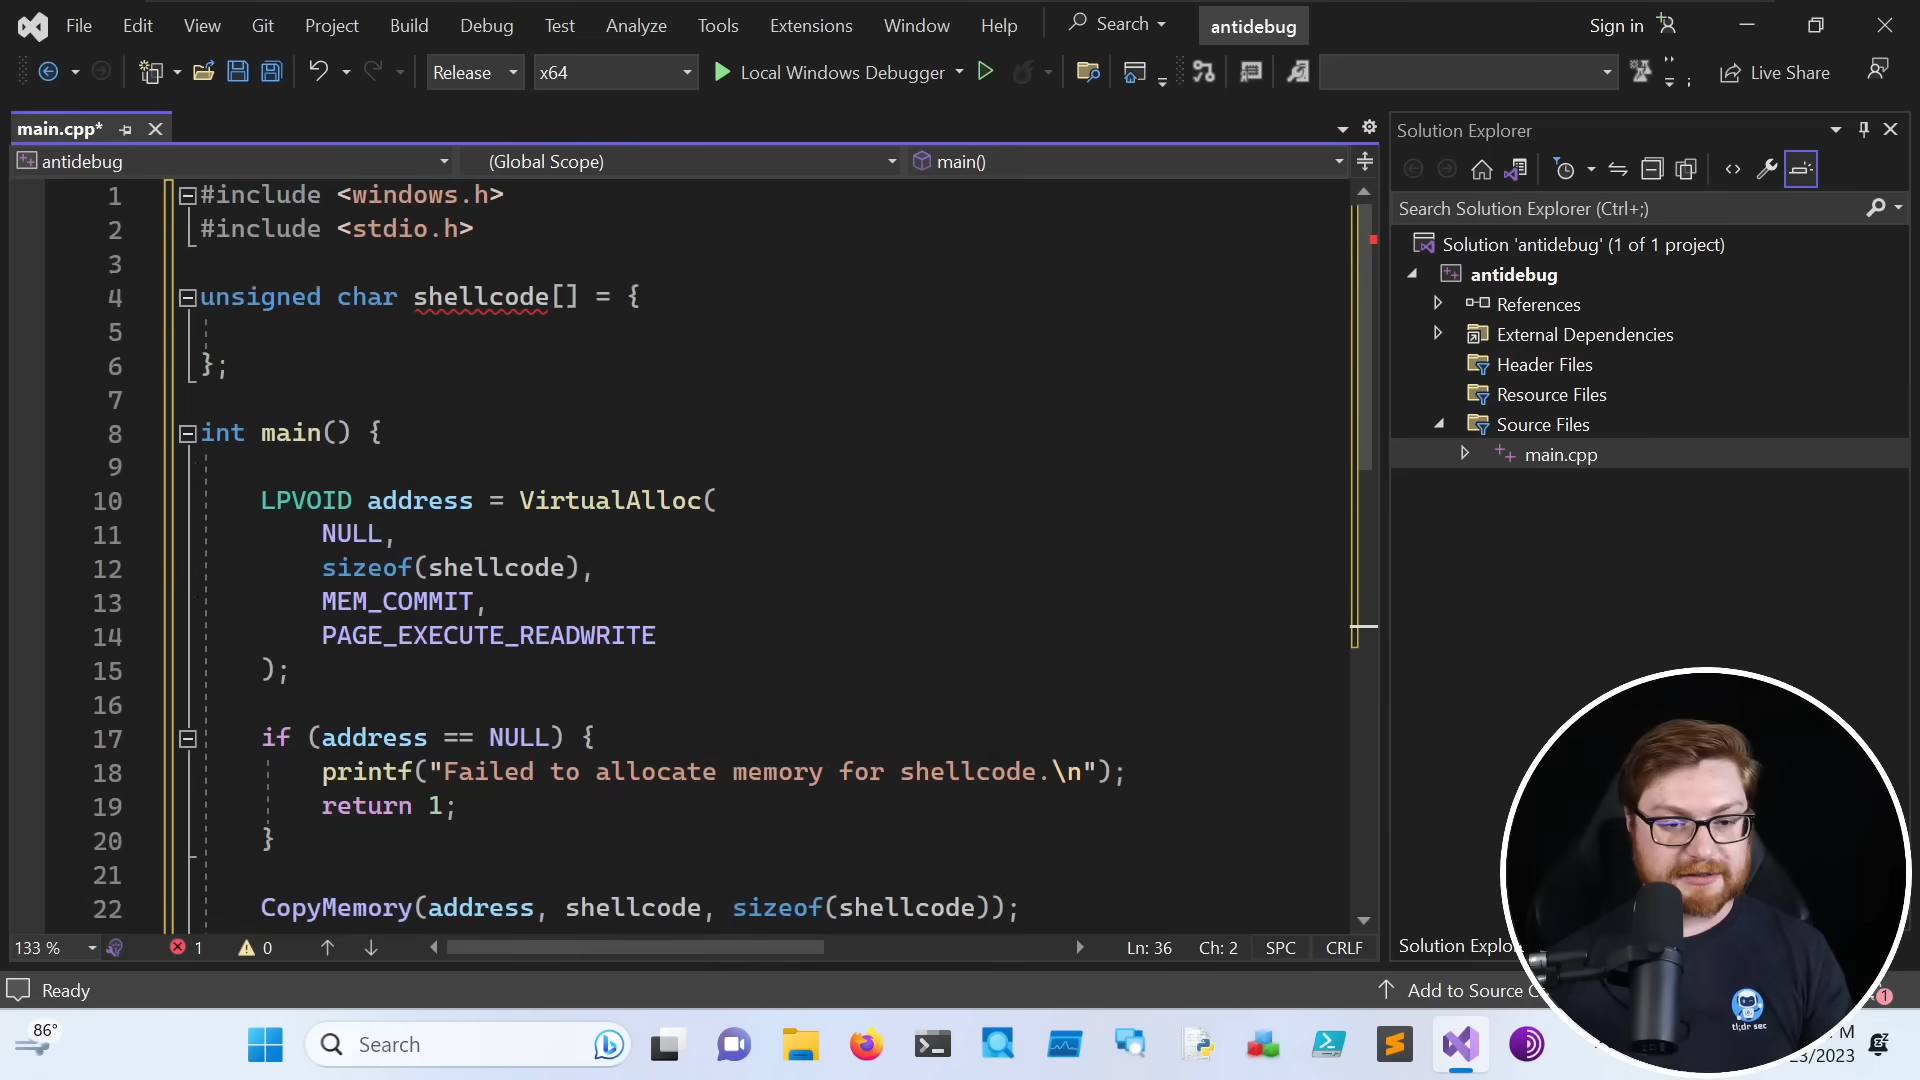 File Edit View Git Project Build Debug Test Analyze Tools Extensions Window Help Search antidebug Sign in
Release x64 Local Windows Debugger Live Share
main.cpp*
antidebug (Global Scope) main()
1 #include <windows.h>
2 #include <stdio.h>
3
4 unsigned char shellcode[] = {
5
6 };
7
8 int main() {
9
10 LPVOID address = VirtualAlloc(
11 NULL,
12 sizeof(shellcode),
13 MEM_COMMIT,
14 PAGE_EXECUTE_READWRITE
15 );
16
17 if (address == NULL) {
18 printf("Failed to allocate memory for shellcode.\n");
19 return 1;
20 }
21
22 CopyMemory(address, shellcode, sizeof(shellcode));
133 % 1 0 Ln: 36 Ch: 2 SPC CRLF
Solution Explorer
Search Solution Explorer (Ctrl+;)
Solution 'antidebug' (1 of 1 project)
antidebug
References
External Dependencies
Header Files
Resource Files
Source Files
main.cpp
Solution Explo
Ready
Add to Source C
1
86°
Search
tl;dr sec
M
23/2023